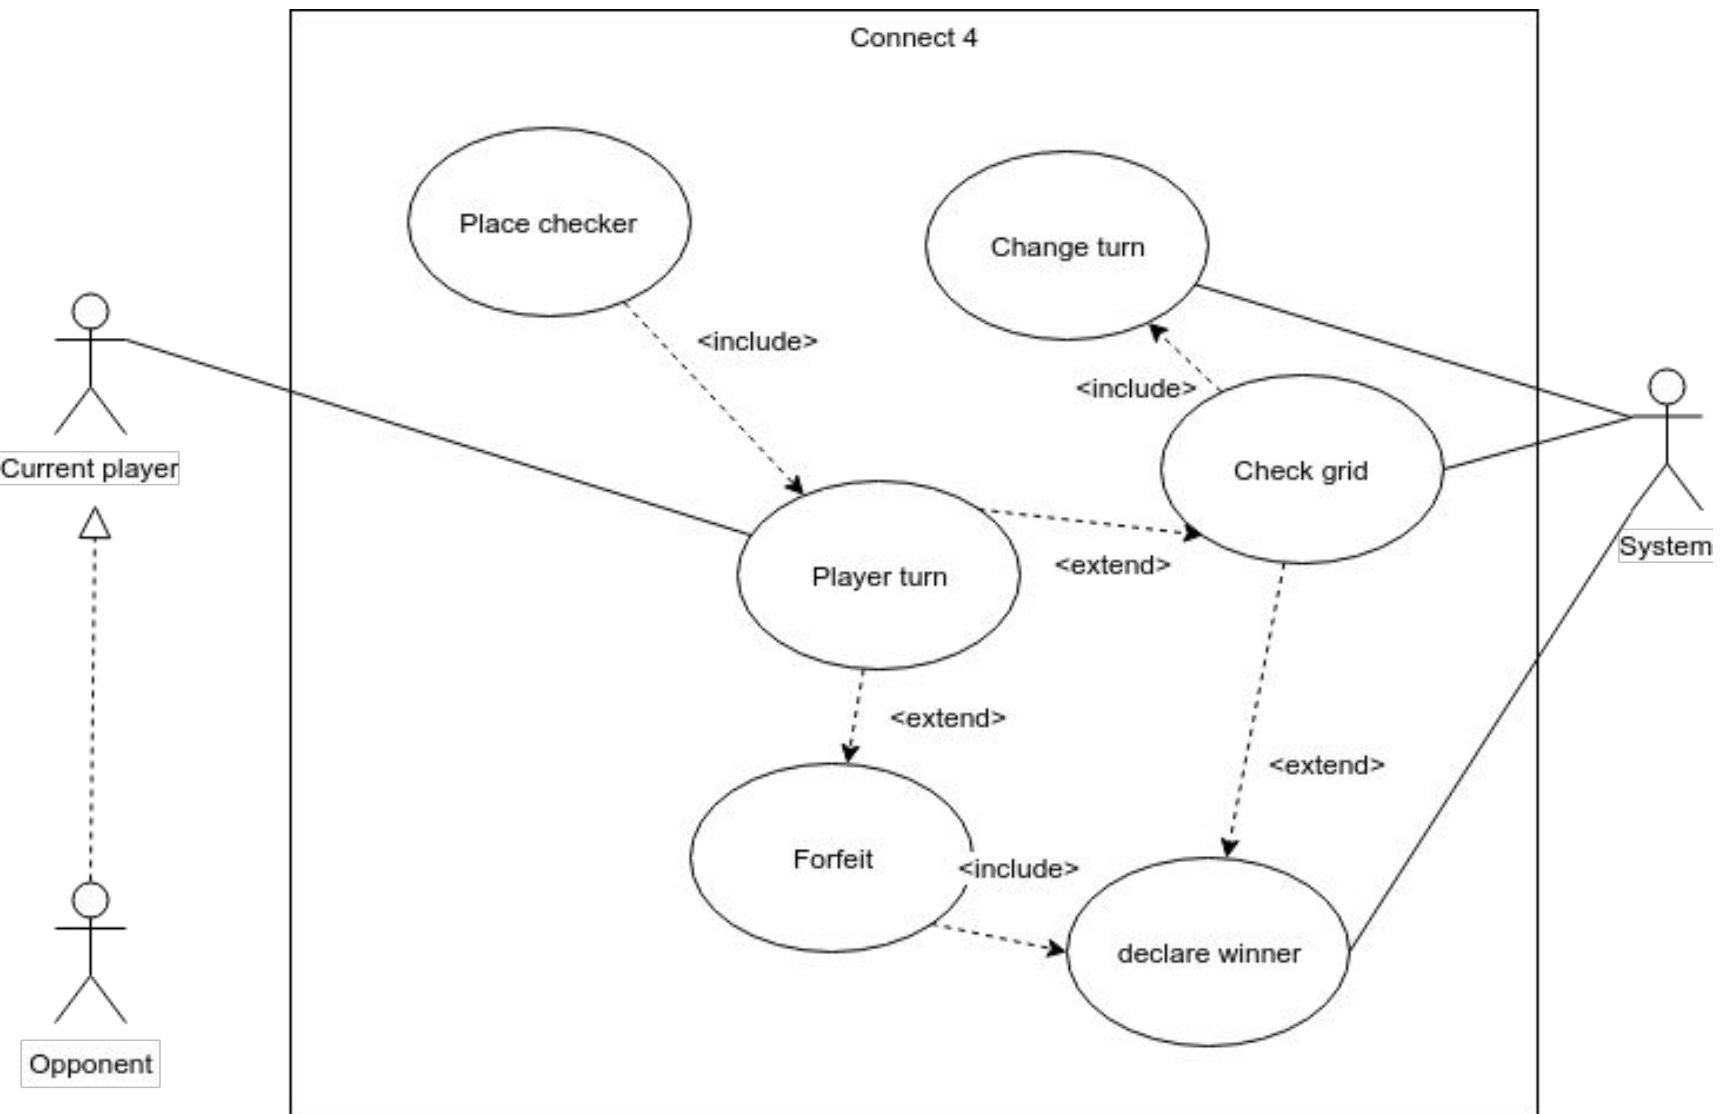 Connect 4
Place checker
Change turn
<include>
<include>
Current player
Check grid
System
<extend>
Player turn
<extend>
<extend>
Forfeit
<include>
declare winner
Opponent